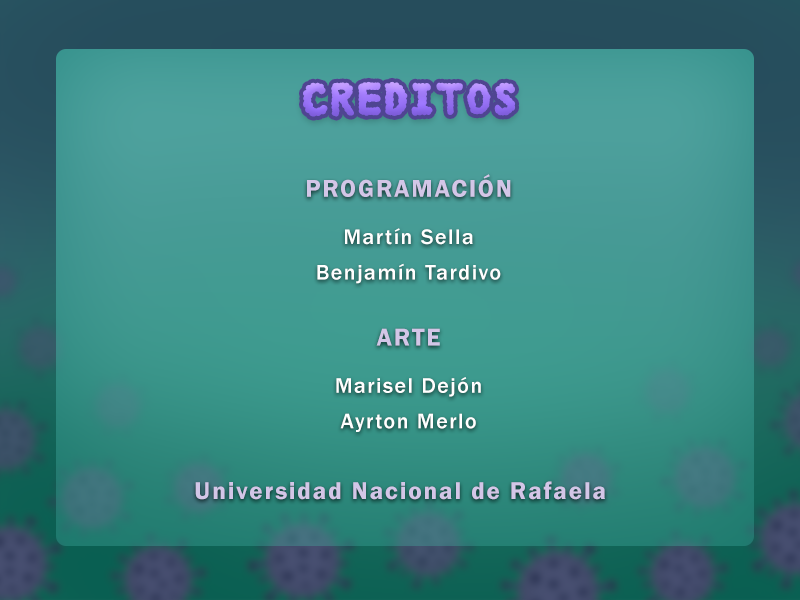 CREDITOS
PROGRAMACIÓN
Martín Sella
Benjamín Tardivo
ARTE
Marisel Dejón
Ayrton Merlo
Universidad Nacional de Rafaela